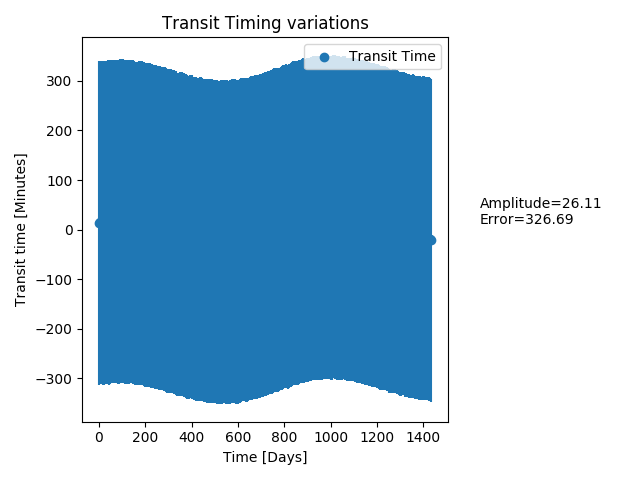 Transit Timing variations
Transit Time
Transit time [Minutes]
300
200
100
0
−100
−200
−300
0 200 400 600 800 1000 1200 1400
Time [Days]
Amplitude=26.11
Error=326.69